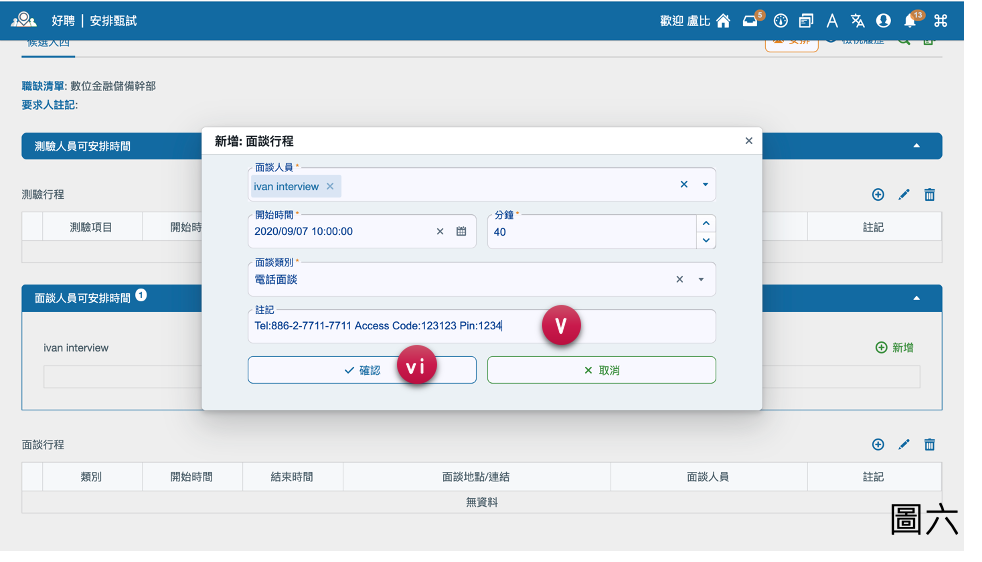 好聘 | 安排甄試
歡迎 盧比
5
13
候選人四
安排
檢視履歷
職缺清單: 數位金融儲備幹部
要求人註記:
測驗人員可安排時間
新增: 面談行程
面談人員 *
ivan interview
開始時間 *
2020/09/07 10:00:00
分鐘 *
40
面談類別 *
電話面談
註記
Tel:886-2-7711-7711 Access Code:123123 Pin:1234
V
確認
vi
取消
測驗行程
測驗項目
開始時
註記
面談人員可安排時間 1
ivan interview
新增
面談行程
類別
開始時間
結束時間
面談地點/連結
面談人員
註記
無資料
圖六